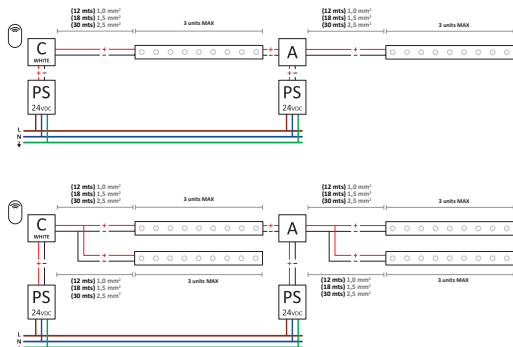 (12 mts) 1,0 mm² (12 mts) 1,0 mm²
(18 mts) 1,5 mm² 3 units MAX (18 mts) 1,5 mm² 3 units MAX
(30 mts) 2,5 mm² (30 mts) 2,5 mm²
C + + A +
WHITE - - -
+ - + -
PS PS
24VDC 24VDC
L
N
(12 mts) 1,0 mm² (12 mts) 1,0 mm²
(18 mts) 1,5 mm² 3 units MAX (18 mts) 1,5 mm² 3 units MAX
(30 mts) 2,5 mm² (30 mts) 2,5 mm²
C + + A +
WHITE - - -
+ - + -
+ +
- -
(12 mts) 1,0 mm² (12 mts) 1,0 mm²
(18 mts) 1,5 mm² 3 units MAX (18 mts) 1,5 mm² 3 units MAX
(30 mts) 2,5 mm² (30 mts) 2,5 mm²
PS PS
24VDC 24VDC
L
N